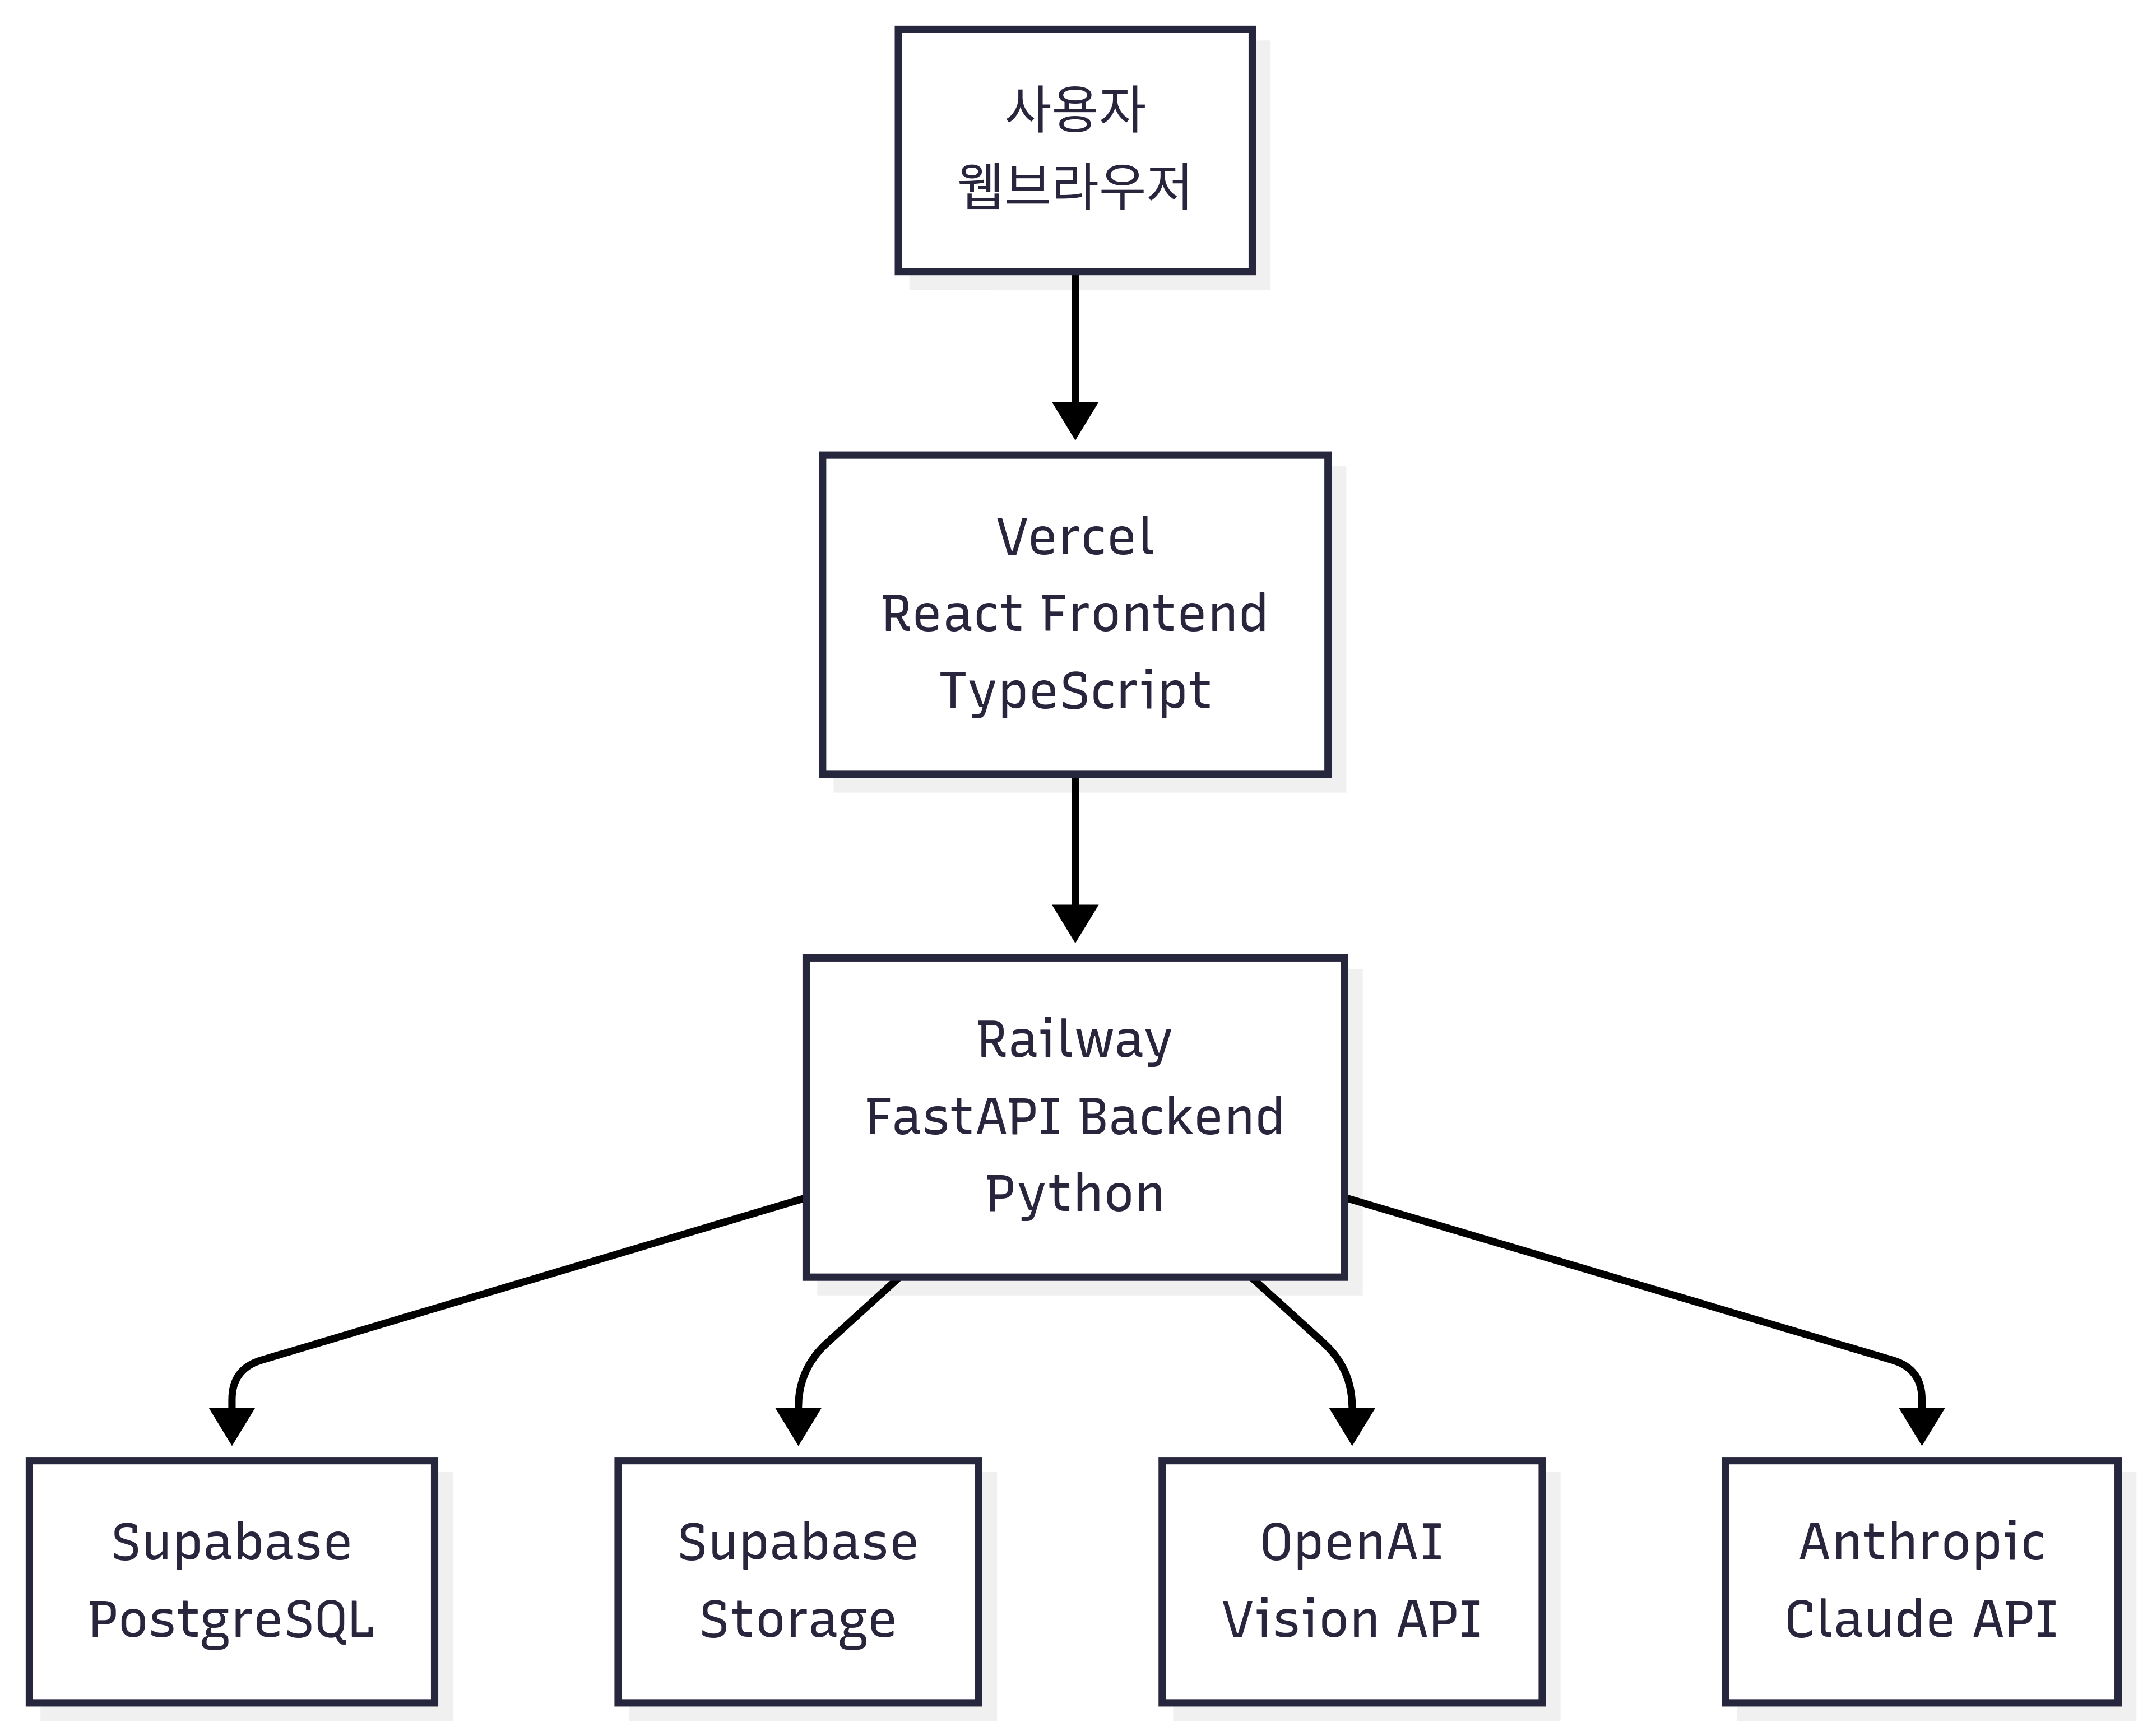 사용자
웹브라우저
Vercel
React Frontend
TypeScript
Railway
FastAPI Backend
Python
Supabase
PostgreSQL
Supabase
Storage
OpenAI
Vision API
Anthropic
Claude API